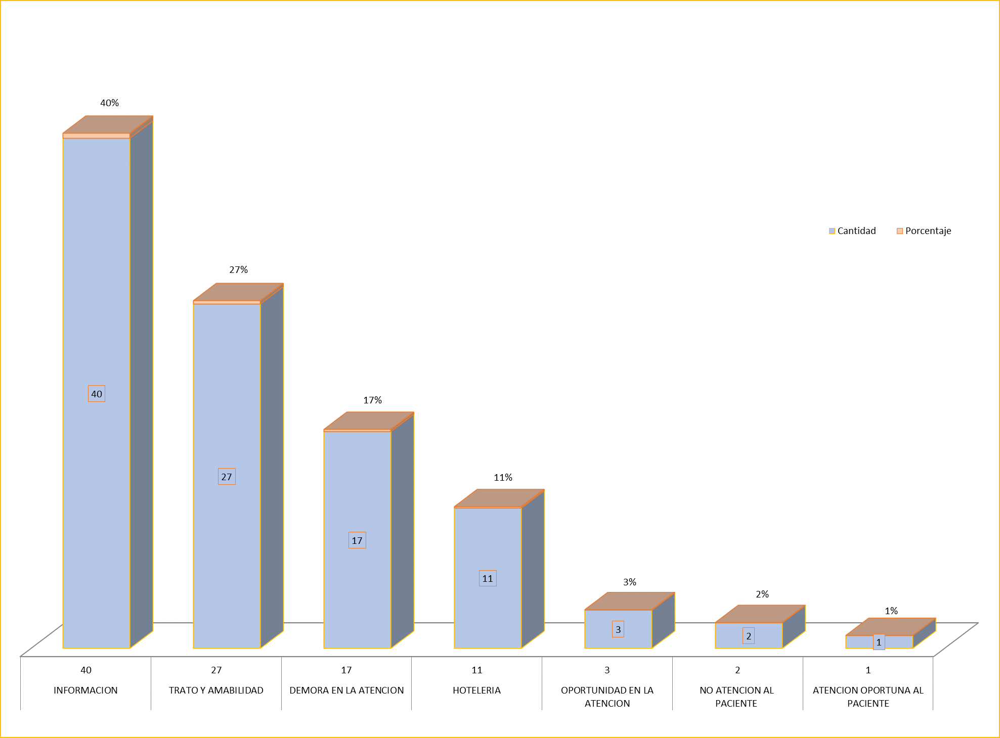 40%
27%
Cantidad
Porcentaje
17%
40
27
11%
17
11
3%
2%
1%
3
2
1
40
27
17
11
3
2
1
INFORMACION
TRATO Y AMABILIDAD
DEMORA EN LA ATENCION
HOTELERIA
OPORTUNIDAD EN LA
ATENCION
NO ATENCION AL
PACIENTE
ATENCION OPORTUNA AL
PACIENTE